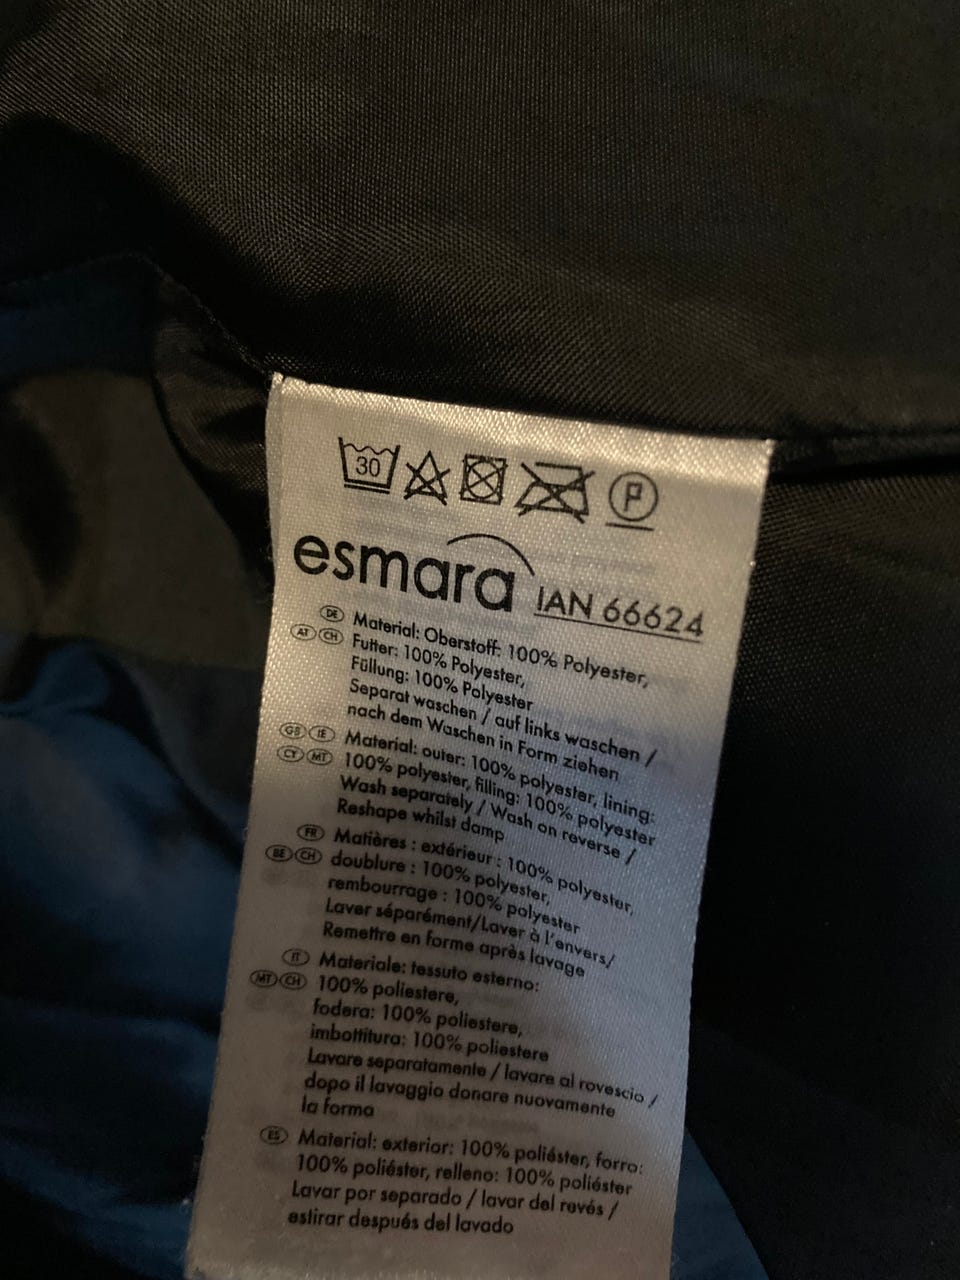 30 P
esmara IAN 66624
DE Material: Oberstoff: 100% Polyester,
AT CH Futter: 100% Polyester,
Füllung: 100% Polyester
Separat waschen / auf links waschen /
nach dem Waschen in Form ziehen
GB IE Material: outer: 100% polyester, lining:
CY MT 100% polyester, filling: 100% polyester
Wash separately / Wash on reverse /
Reshape whilst damp
FR Matières : extérieur : 100% polyester,
BE CH doublure : 100% polyester,
rembourrage : 100% polyester
Laver séparément/Laver à l'envers/
Remettre en forme après lavage
IT Materiale: tessuto esterno:
MT CH 100% poliestere,
fodera: 100% poliestere,
imbottitura: 100% poliestere
Lavare separatamente / lavare al rovescio /
dopo il lavaggio donare nuovamente
la forma
ES Material: exterior: 100% poliéster, forro:
100% poliéster, relleno: 100% poliéster
Lavar por separado / lavar del revés /
estirar después del lavado